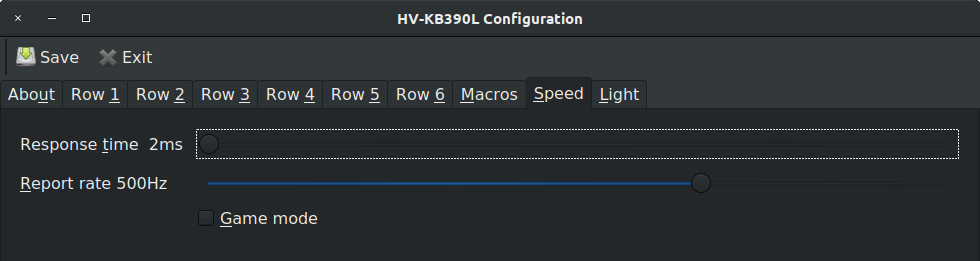 HV-KB390L Configuration
Save Exit
About Row 1 Row 2 Row 3 Row 4 Row 5 Row 6 Macros Speed Light
Response time 2ms
Report rate 500Hz
Game mode